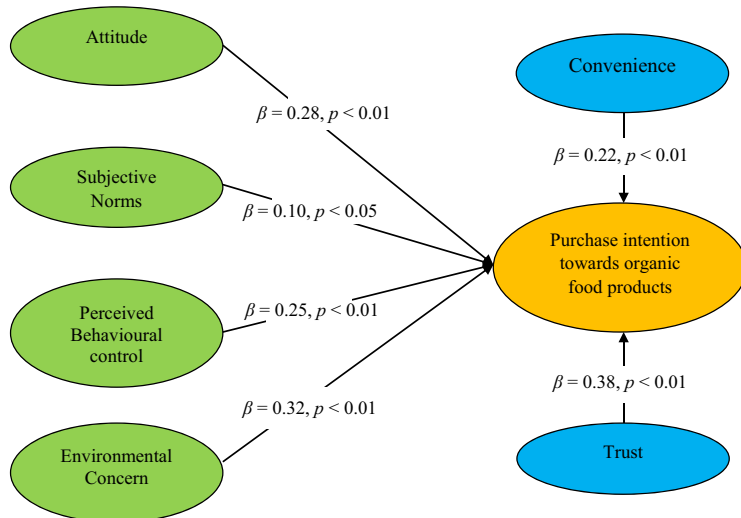 Attitude
β = 0.28, p < 0.01
Subjective
Norms
β = 0.10, p < 0.05
Perceived
Behavioural
control
β = 0.25, p < 0.01
Environmental
Concern
β = 0.32, p < 0.01
Convenience
β = 0.22, p < 0.01
Purchase intention
towards organic
food products
β = 0.38, p < 0.01
Trust